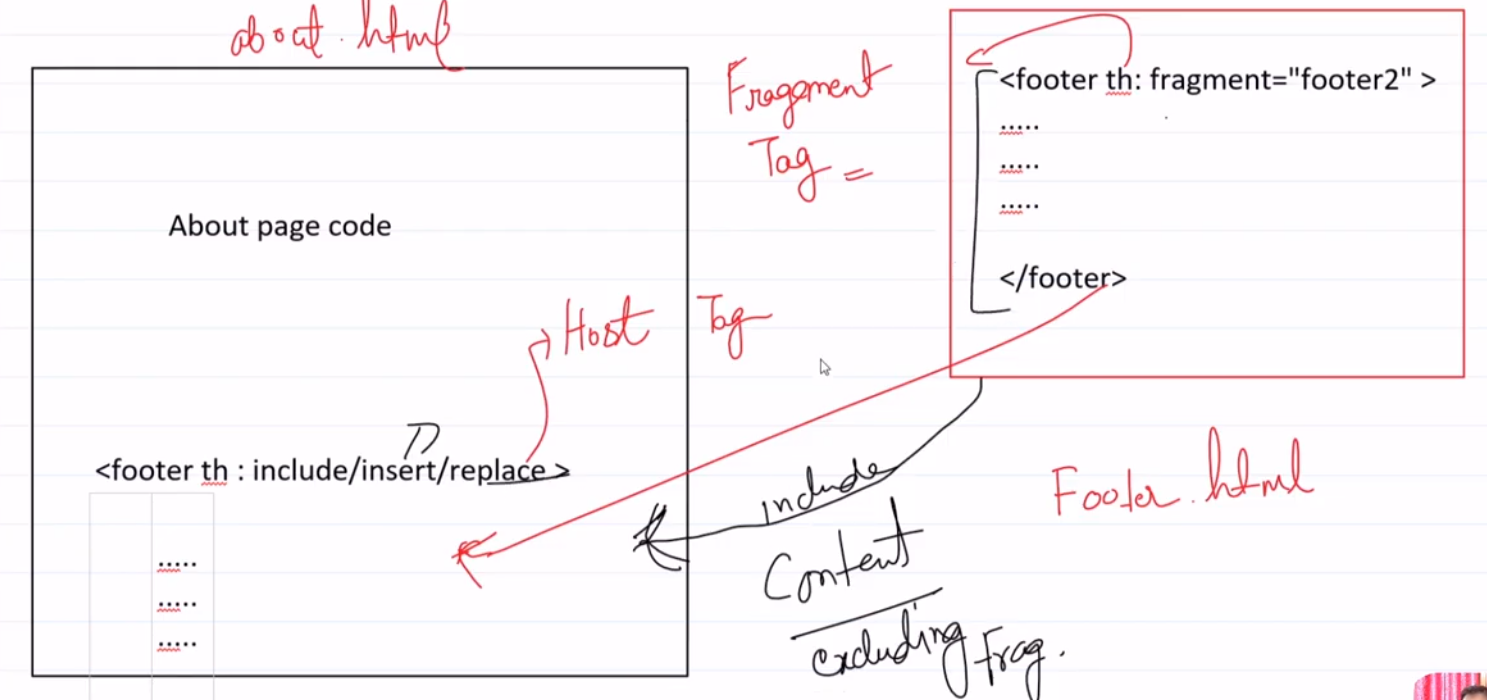 about.html
About page code
<footer th : include/insert/replace >
.....
.....
.....
Fragement
Tag =
Host Tag
<footer th: fragment="footer2" >
.....
.....
.....
</footer>
Footer.html
include
Content
excluding frag.